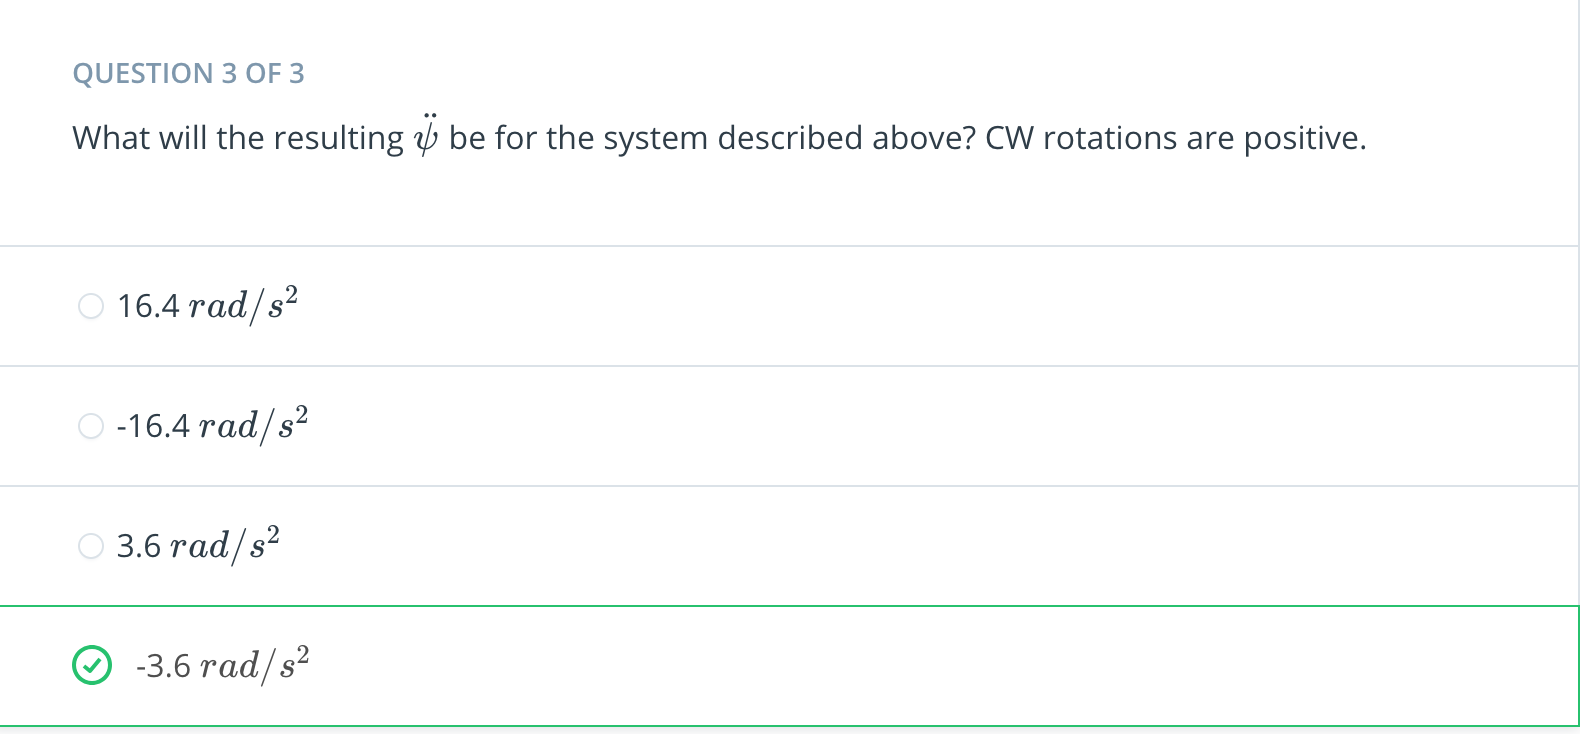 QUESTION 3 OF 3
What will the resulting ψ̈ be for the system described above? CW rotations are positive.
16.4 rad/s²
-16.4 rad/s²
3.6 rad/s²
-3.6 rad/s²